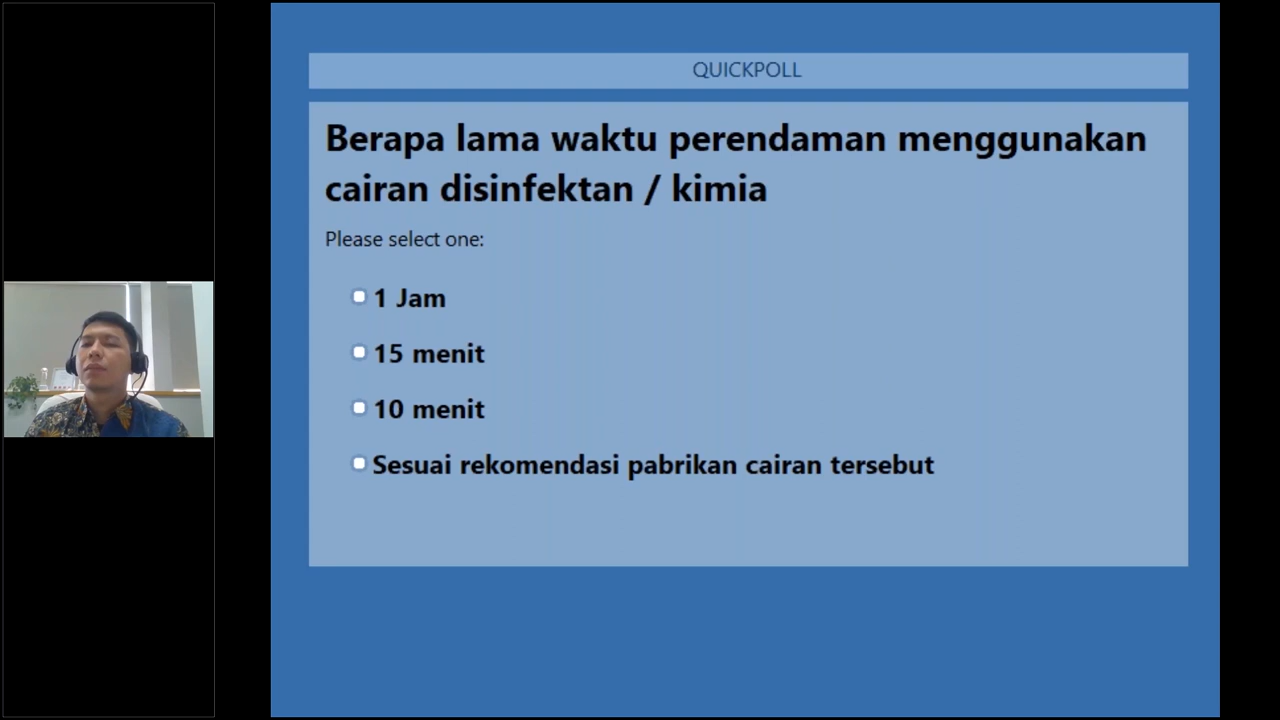 QUICKPOLL
Berapa lama waktu perendaman menggunakan
cairan disinfektan / kimia
Please select one:
1 Jam
15 menit
10 menit
Sesuai rekomendasi pabrikan cairan tersebut